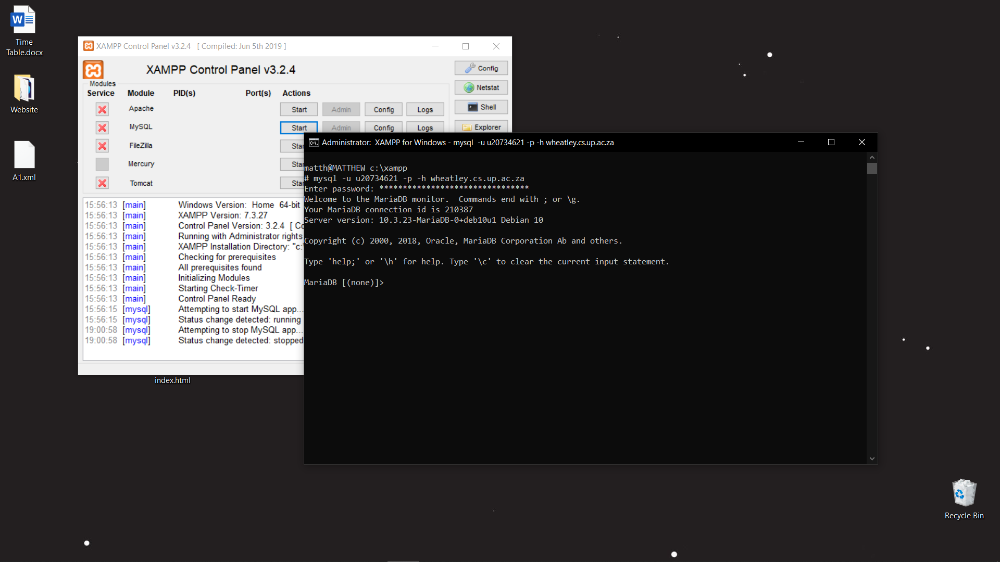 Time
Table.docx
Website
A1.xml
XAMPP Control Panel v3.2.4 [ Compiled: Jun 5th 2019 ]
XAMPP Control Panel v3.2.4
Modules
Service Module PID(s) Port(s) Actions
Apache Start Admin Config Logs
MySQL Start Admin Config Logs
FileZilla Star
Mercury Star
Tomcat Star
Config
Netstat
Shell
Explorer
15:56:13 [main] Windows Version: Home 64-bit
15:56:13 [main] XAMPP Version: 7.3.27
15:56:13 [main] Control Panel Version: 3.2.4 [ Co
15:56:13 [main] Running with Administrator rights
15:56:13 [main] XAMPP Installation Directory: "c:
15:56:13 [main] Checking for prerequisites
15:56:13 [main] All prerequisites found
15:56:13 [main] Initializing Modules
15:56:13 [main] Starting Check-Timer
15:56:13 [main] Control Panel Ready
15:56:15 [mysql] Attempting to start MySQL app...
15:56:15 [mysql] Status change detected: running
19:00:58 [mysql] Attempting to stop MySQL app...
19:00:58 [mysql] Status change detected: stopped
index.html
Administrator: XAMPP for Windows - mysql -u u20734621 -p -h wheatley.cs.up.ac.za
matth@MATTHEW c:\xampp
# mysql -u u20734621 -p -h wheatley.cs.up.ac.za
Enter password: ********************************
Welcome to the MariaDB monitor. Commands end with ; or \g.
Your MariaDB connection id is 210387
Server version: 10.3.23-MariaDB-0+deb10u1 Debian 10
Copyright (c) 2000, 2018, Oracle, MariaDB Corporation Ab and others.
Type 'help;' or '\h' for help. Type '\c' to clear the current input statement.
MariaDB [(none)]>
Recycle Bin